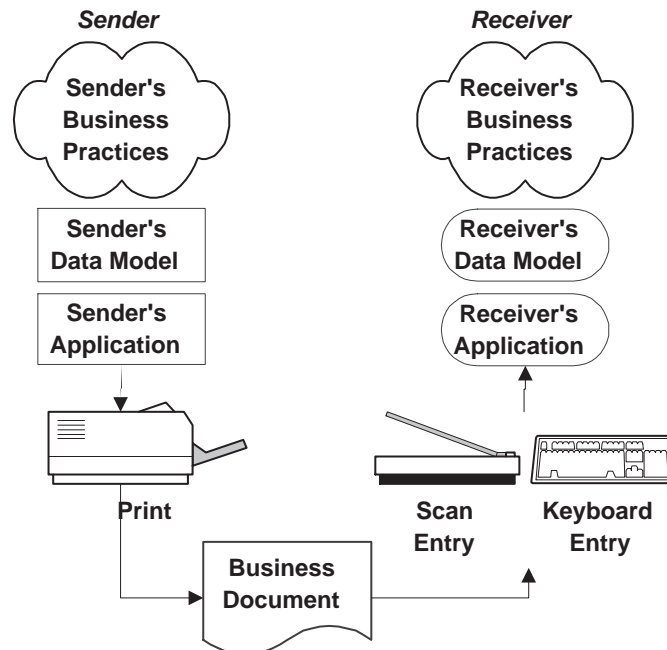 Sender
Receiver
Sender's
Business
Practices
Receiver's
Business
Practices
Sender's
Data Model
Receiver's
Data Model
Sender's
Application
Receiver's
Application
Print
Scan
Entry
Keyboard
Entry
Business
Document